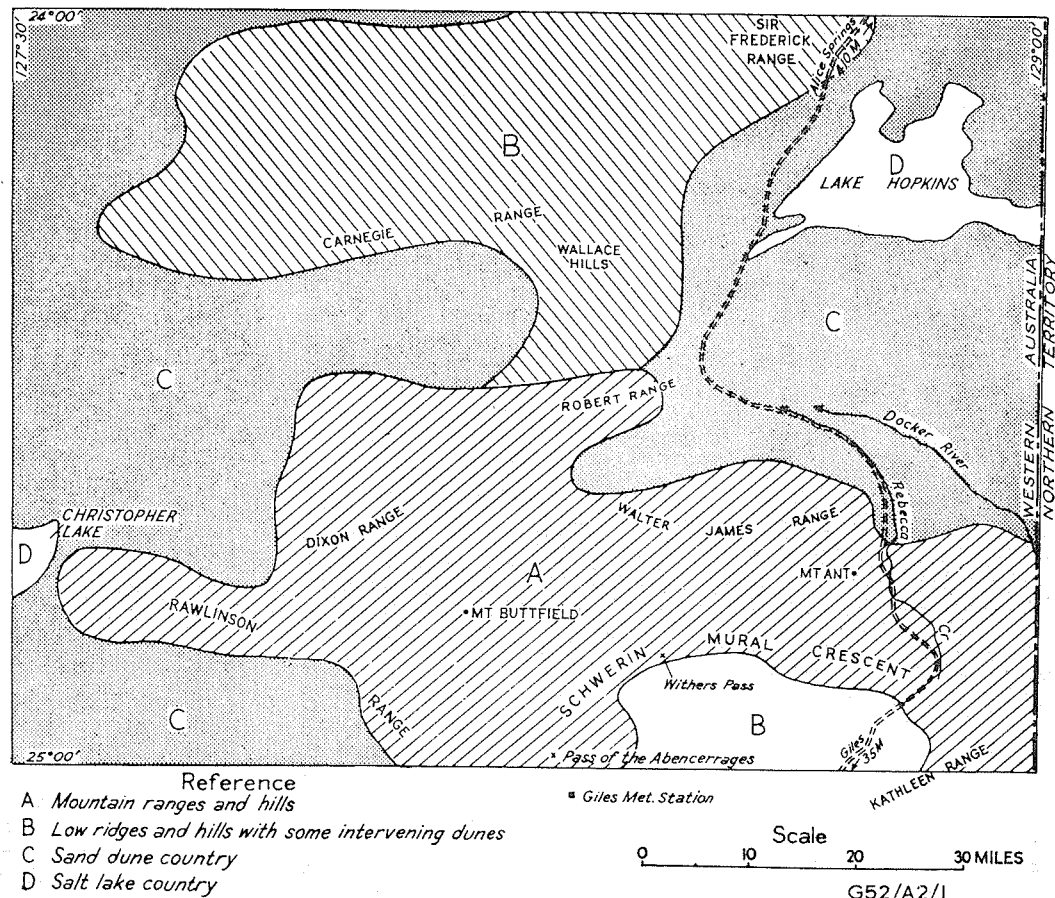 24°00'
127°30'
129°00'
SIR
FREDERICK
RANGE
Alice Springs
410 M
B
D
LAKE HOPKINS
CARNEGIE RANGE
WALLACE
HILLS
WESTERN AUSTRALIA
NORTHERN TERRITORY
C
C
ROBERT RANGE
Docker River
Rebecca
CHRISTOPHER
LAKE
D
DIXON RANGE
WALTER JAMES RANGE
A
MT ANT
RAWLINSON
MT BUTTFIELD
Cr.
SCHWERIN MURAL CRESCENT
Withers Pass
RANGE
C
B
Giles
35M
25°00'
Pass of the Abencerrages
KATHLEEN RANGE
Reference
A Mountain ranges and hills
B Low ridges and hills with some intervening dunes
C Sand dune country
D Salt lake country
Giles Met. Station
Scale
0 10 20 30 MILES
G52/A2/1